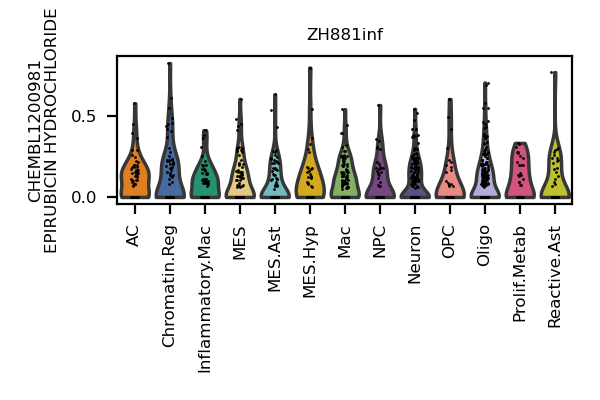 ZH881inf
CHEMBL1200981
EPIRUBICIN HYDROCHLORIDE
0.5
0.0
AC
Chromatin.Reg
Inflammatory.Mac
MES
MES.Ast
MES.Hyp
Mac
NPC
Neuron
OPC
Oligo
Prolif.Metab
Reactive.Ast